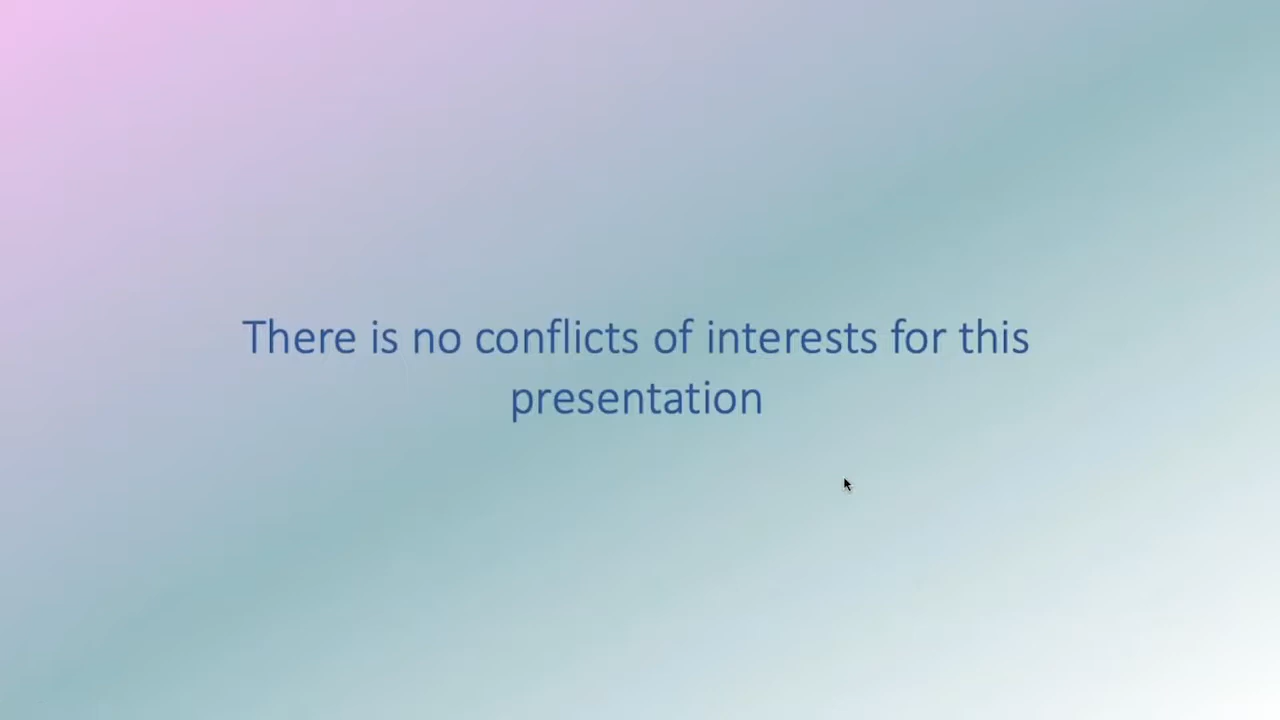 There is no conflicts of interests for this
presentation